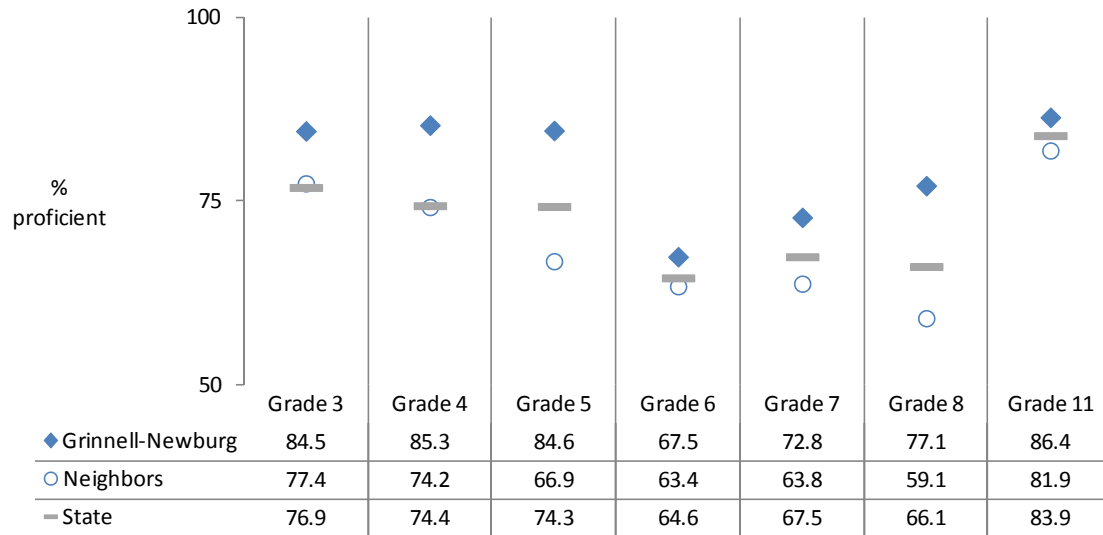 100
%
proficient
75
50
Grade 3 Grade 4 Grade 5 Grade 6 Grade 7 Grade 8 Grade 11
Grinnell-Newburg 84.5 85.3 84.6 67.5 72.8 77.1 86.4
Neighbors 77.4 74.2 66.9 63.4 63.8 59.1 81.9
State 76.9 74.4 74.3 64.6 67.5 66.1 83.9